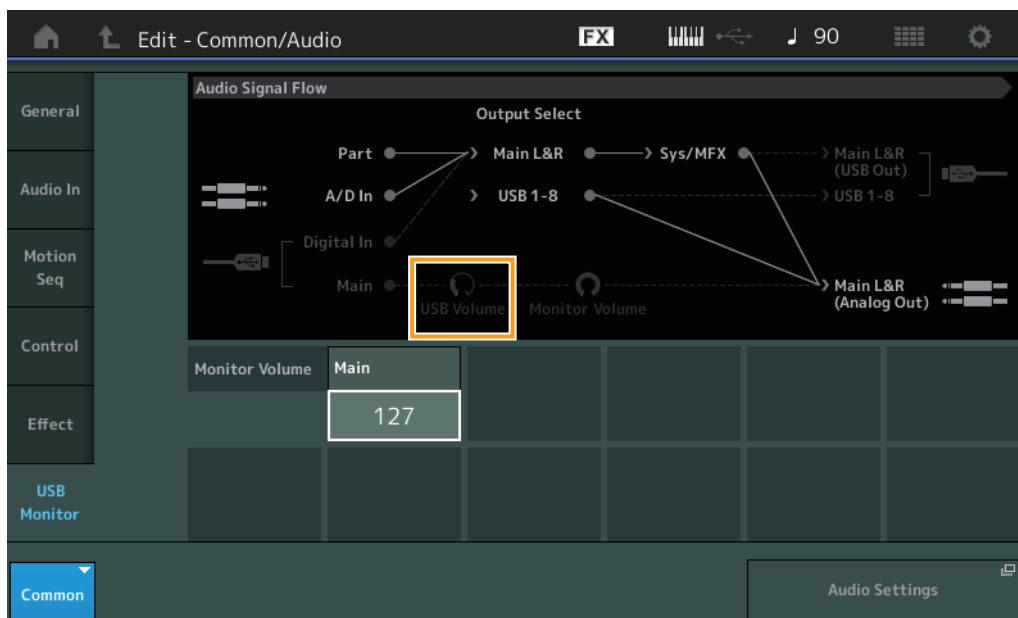 Edit - Common/Audio
FX
90
General
Audio In
Motion
Seq
Control
Effect
USB
Monitor
Common
Audio Signal Flow
Output Select
Part
Main L&R
Sys/MFX
Main L&R
(USB Out)
A/D In
USB 1-8
USB 1-8
Digital In
Main
USB Volume
Monitor Volume
Main L&R
(Analog Out)
Monitor Volume
Main
127
Audio Settings